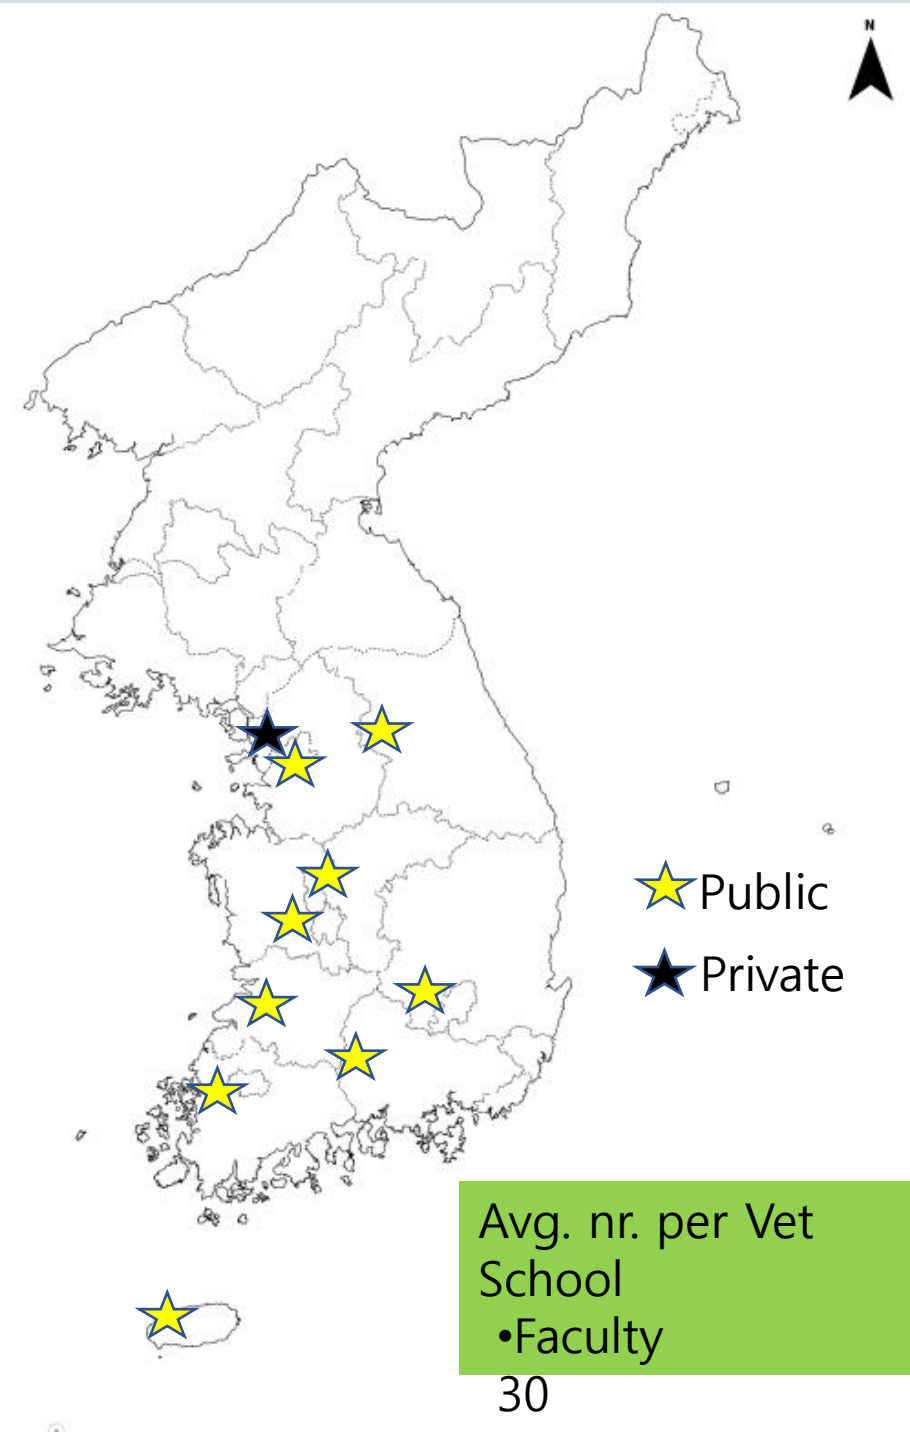 N
Public
Private
Avg. nr. per Vet
School
•Faculty
30